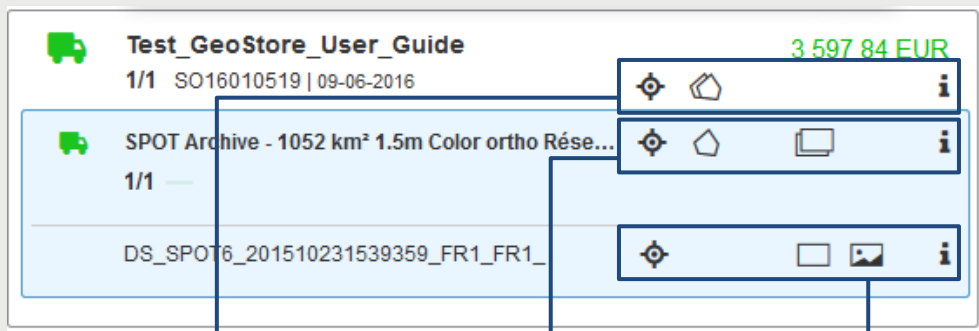 Test_GeoStore_User_Guide
3 597 84 EUR
1/1 SO16010519 | 09-06-2016
SPOT Archive - 1052 km² 1.5m Color ortho Rése...
1/1
DS_SPOT6_201510231539359_FR1_FR1_